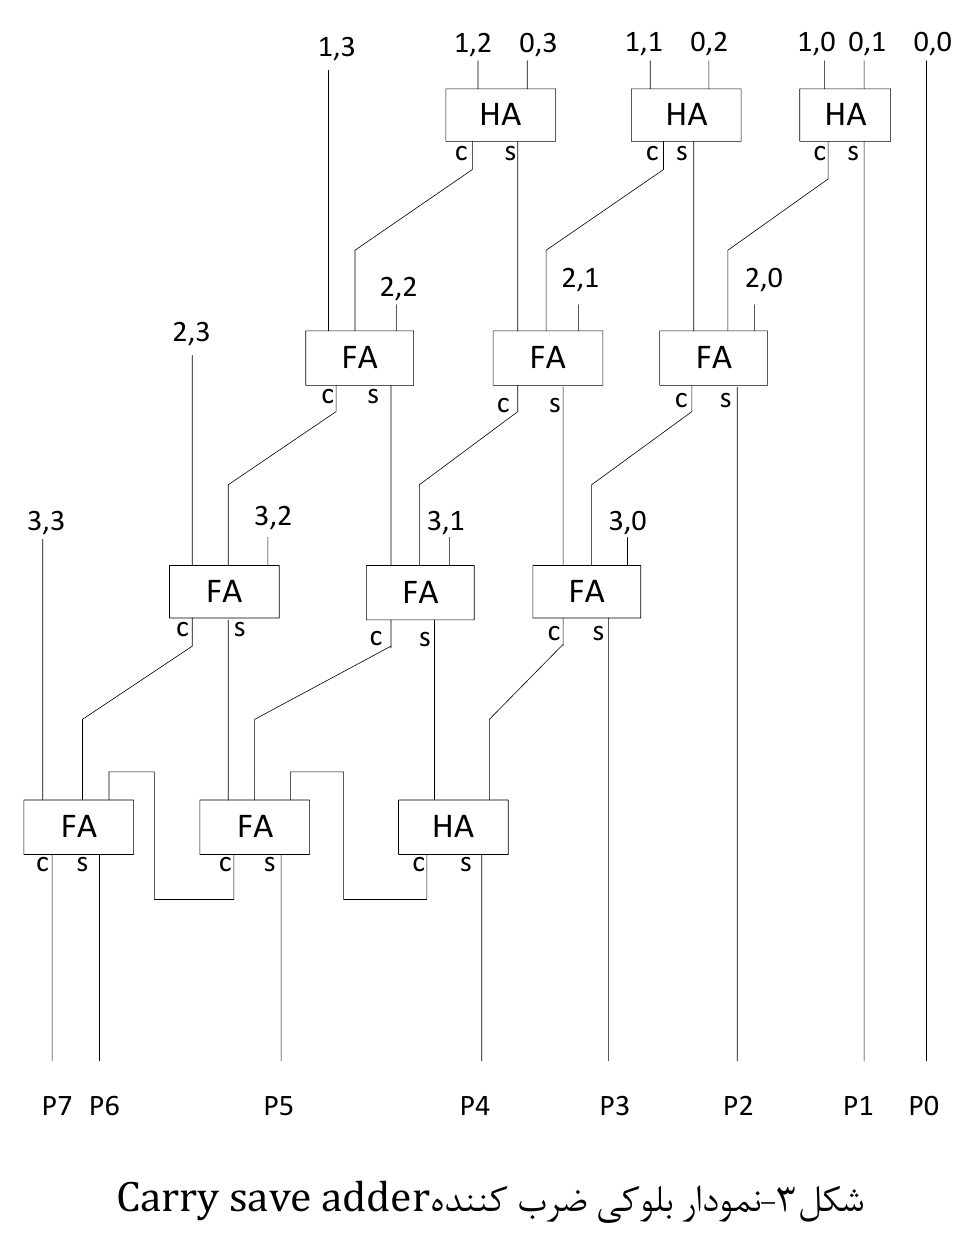 1,3 1,2 0,3 1,1 0,2 1,0 0,1 0,0
HA HA HA
c s c s c s
2,2 2,1 2,0
2,3 FA FA FA
c s c s c s
3,3 3,2 3,1 3,0
FA FA FA
c s c s c s
FA FA HA
c s c s c s
P7 P6 P5 P4 P3 P2 P1 P0
شکل۳-نمودار بلوکی ضرب کننده Carry save adder